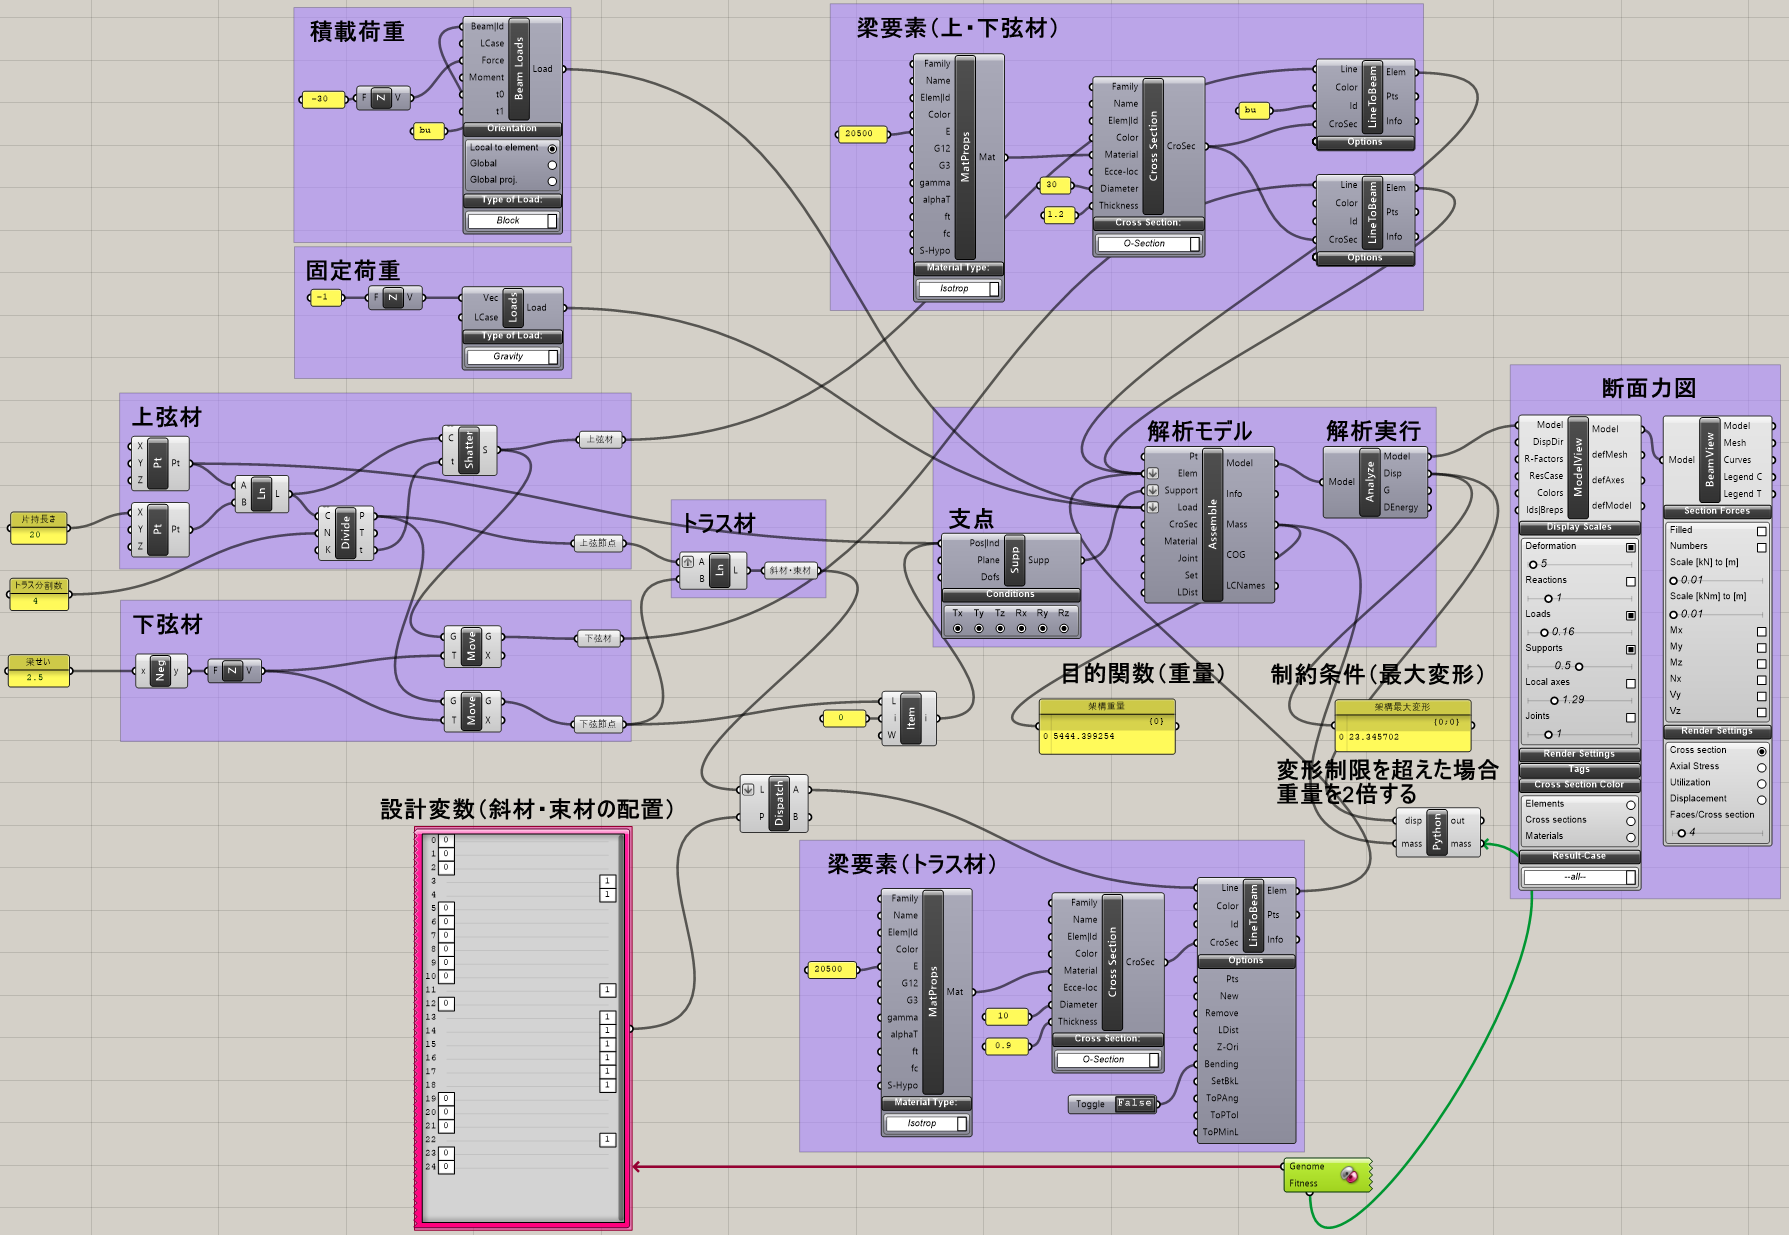 積載荷重
-30
F Z V
bu
Beam|Id
LCase
Force
Moment
t0
t1
Beam Loads
Load
Orientation
Local to element
Global
Global proj.
Type of Load:
Block
固定荷重
-1
F Z V
Vec
LCase
Loads
Load
Type of Load:
Gravity
梁要素(上・下弦材)
20500
Family
Name
Elem|Id
Color
E
G12
G3
gamma
alphaT
ft
fc
S-Hypo
MatProps
Mat
Material Type:
Isotrop
30
1.2
Family
Name
Elem|Id
Color
Material
Ecce-loc
Diameter
Thickness
Cross Section
CroSec
Cross Section:
O-Section
bu
Line
Color
Id
CroSec
LineToBeam
Elem
Pts
Info
Options
Line
Color
Id
CroSec
LineToBeam
Elem
Pts
Info
Options
上弦材
X
Y
Z
Pt
Pt
X
Y
Z
Pt
Pt
A
B
Ln
L
C
N
K
Divide
P
T
t
C
t
Shatter
S
上弦材
上弦節点
片持長さ
20
トラス分割数
4
下弦材
梁せい
2.5
x Neg y
F Z V
G
T
Move
G
X
G
T
Move
G
X
下弦材
下弦節点
トラス材
A
B
Ln
L
斜材・束材
0
L
i
W
Item
i
支点
Pos|Ind
Plane
Dofs
Supp
Supp
Conditions
Tx Ty Tz Rx Ry Rz
解析モデル
Pt
Elem
Support
Load
CroSec
Material
Joint
Set
LDist
Assemble
Model
Info
Mass
COG
LCNames
解析実行
Model
Analyze
Model
Disp
G
DEnergy
目的関数(重量)
架構重量
{0}
0 5444.399254
制約条件(最大変形)
架構最大変形
{0;0}
0 23.345702
変形制限を超えた場合
重量を2倍する
disp
mass
Python
out
mass
断面力図
Model
DispDir
R-Factors
ResCase
Colors
Ids|Breps
ModelView
Model
defMesh
defAxes
defModel
Display Scales
Deformation
5
Reactions
1
Loads
0.16
Supports
0.5
Local axes
1.29
Joints
1
Render Settings
Tags
Cross Section Color
Elements
Cross sections
Materials
Result-Case
--all--
Model
BeamView
Model
Mesh
Curves
Legend C
Legend T
Section Forces
Filled
Numbers
Scale [kN] to [m]
0.01
Scale [kNm] to [m]
0.01
Mx
My
Mz
Nx
Vy
Vz
Render Settings
Cross section
Axial Stress
Utilization
Displacement
Faces/Cross section
4
設計変数(斜材・束材の配置)
0 0
1 0
2 0
3 1
4 1
5 0
6 0
7 0
8 0
9 0
10 0
11 1
12 0
13 1
14 1
15 1
16 1
17 1
18 1
19 0
20 0
21 0
22 1
23 0
24 0
L
P
Dispatch
A
B
梁要素(トラス材)
20500
Family
Name
Elem|Id
Color
E
G12
G3
gamma
alphaT
ft
fc
S-Hypo
MatProps
Mat
Material Type:
Isotrop
10
0.9
Family
Name
Elem|Id
Color
Material
Ecce-loc
Diameter
Thickness
Cross Section
CroSec
Cross Section:
O-Section
Toggle False
Line
Color
Id
CroSec
LineToBeam
Elem
Pts
Info
Options
Pts
New
Remove
LDist
Z-Ori
Bending
SetBkL
ToPAng
ToPTol
ToPMinL
Genome
Fitness